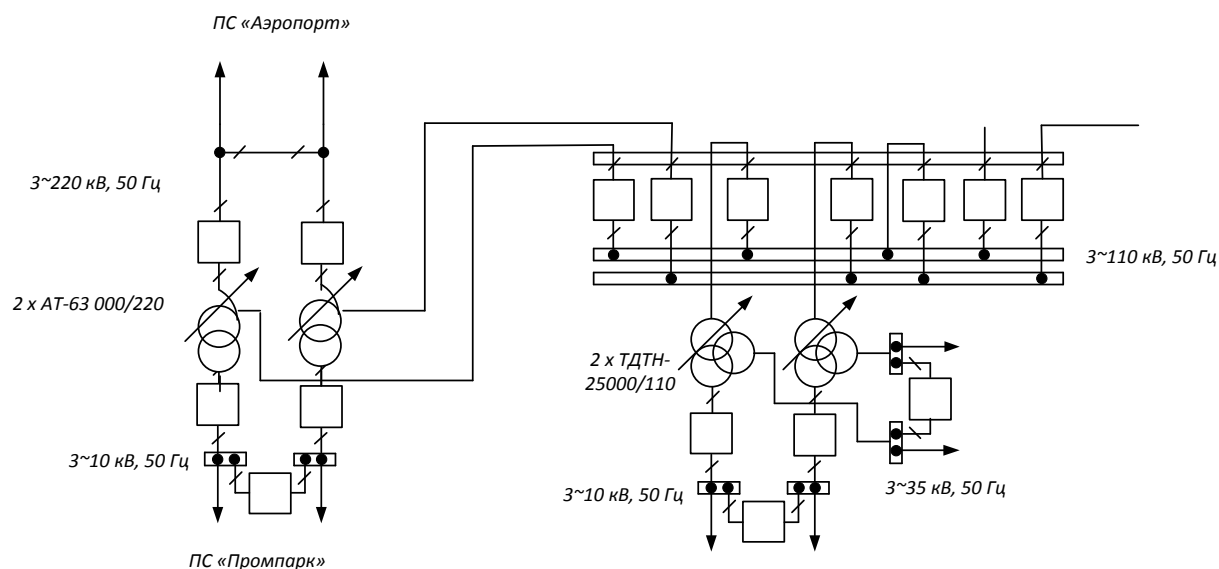 ПС «Аэропорт»
3~220 кВ, 50 Гц
3~110 кВ, 50 Гц
2 х АТ-63 000/220
2 х ТДТН-
25000/110
3~10 кВ, 50 Гц
3~10 кВ, 50 Гц
3~35 кВ, 50 Гц
ПС «Промпарк»